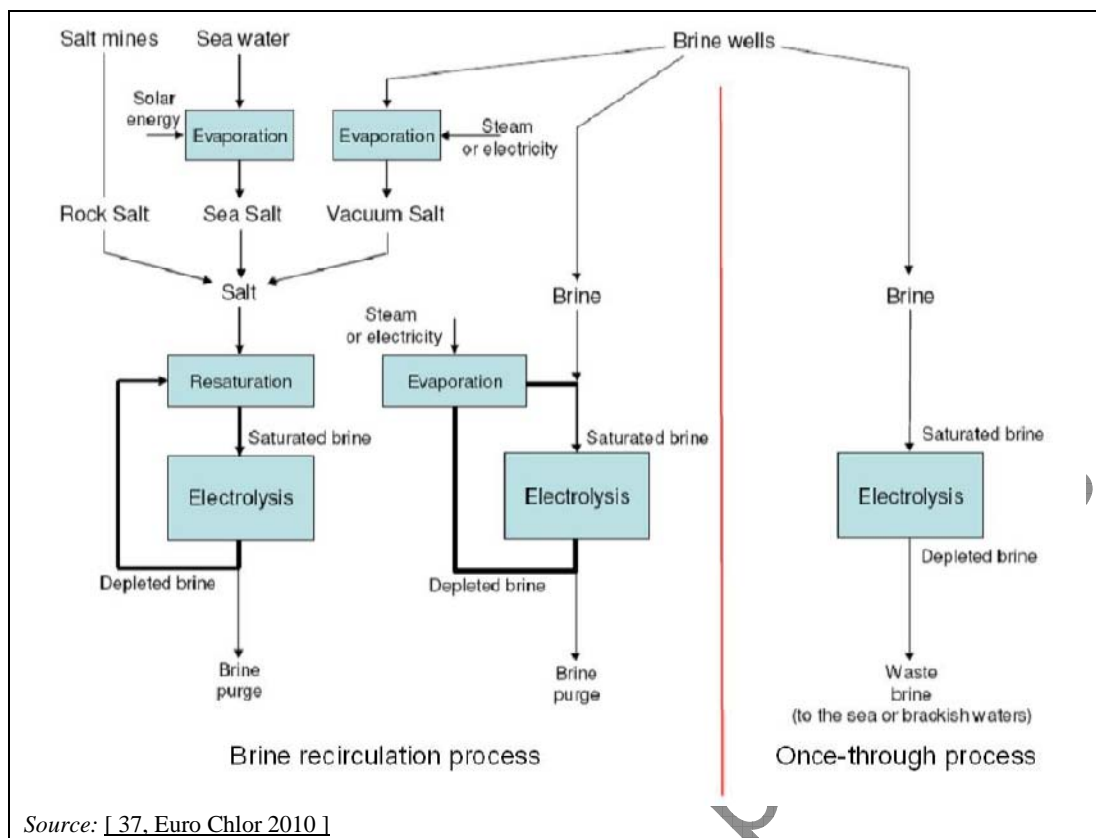 Salt mines
Sea water
Brine wells
Solar
energy
Evaporation
Evaporation
Steam
or electricity
Rock Salt
Sea Salt
Vacuum Salt
Salt
Brine
Brine
Steam
or electricity
Resaturation
Evaporation
Saturated brine
Saturated brine
Saturated brine
Electrolysis
Electrolysis
Electrolysis
Depleted brine
Depleted brine
Depleted brine
Brine
purge
Brine
purge
Waste
brine
(to the sea or brackish waters)
Brine recirculation process
Once-through process
Source: [ 37, Euro Chlor 2010 ]